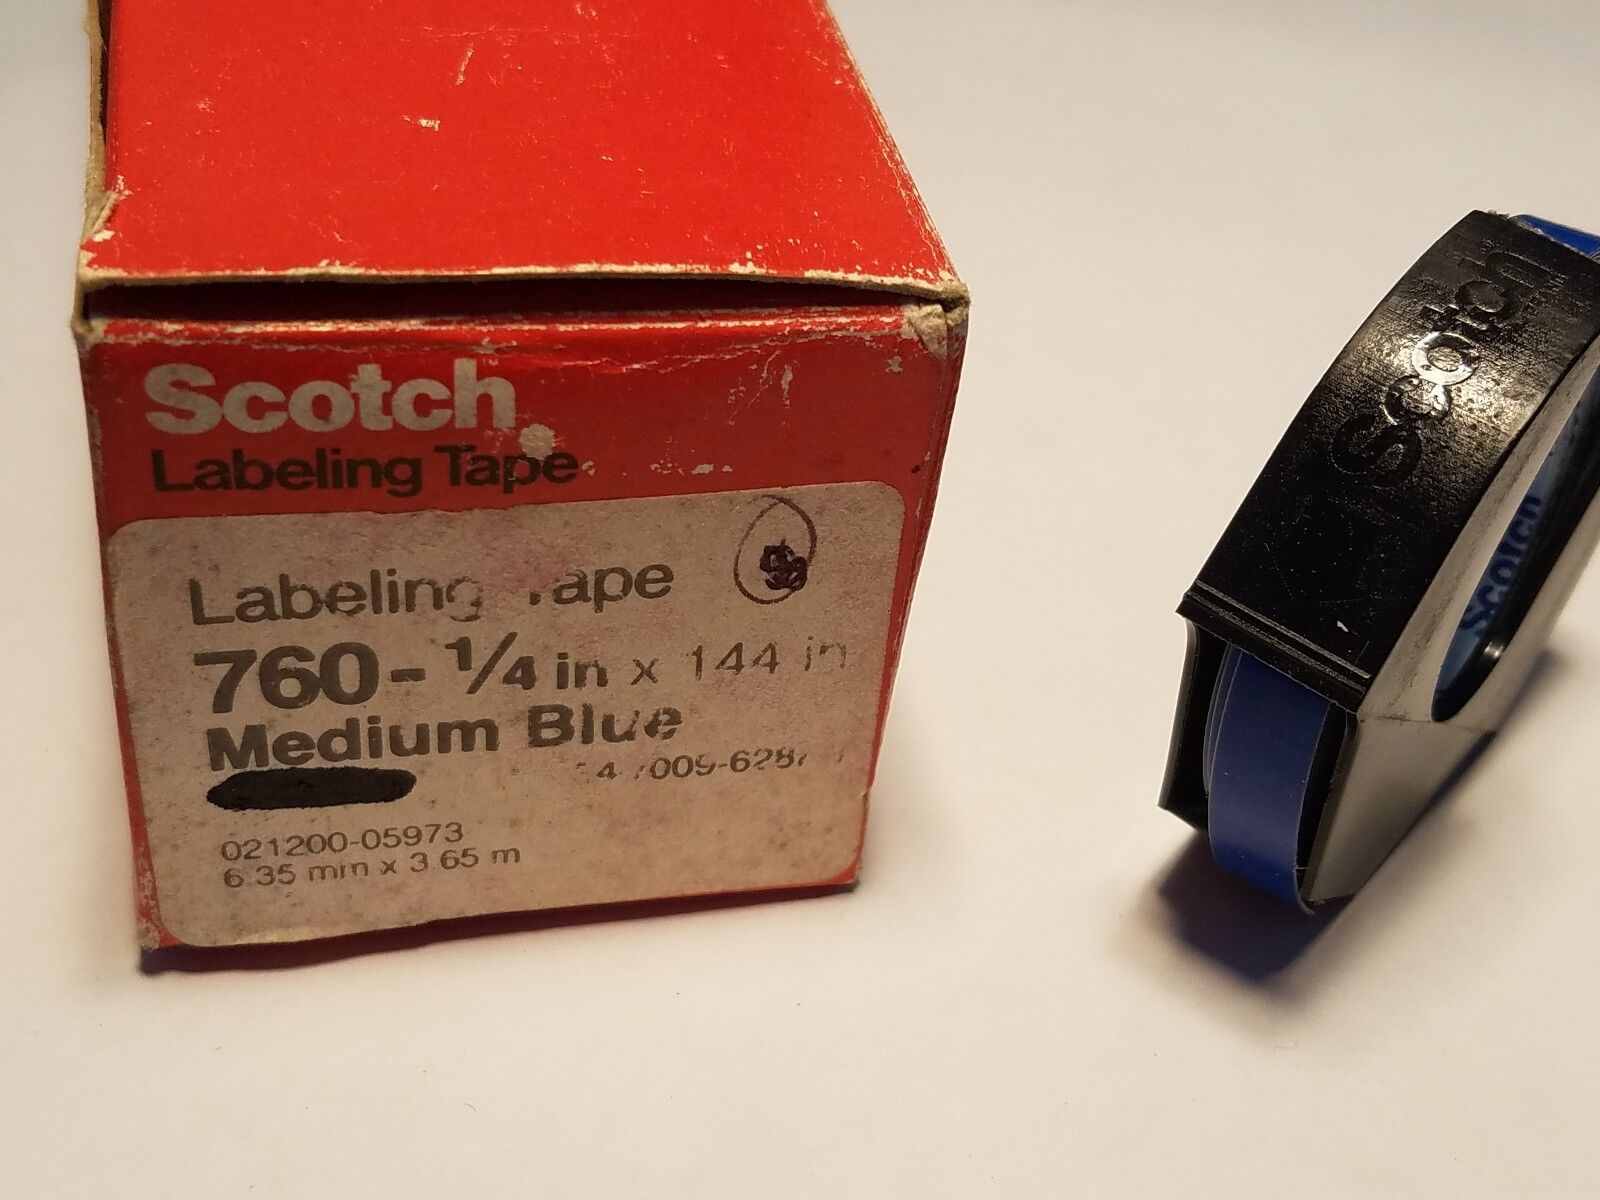 Scotch
Labeling Tape
Labeling Tape
760 - 1/4 in x 144 in
Medium Blue
021200-05973
6.35 mm x 3.65 m
Scotch
Scotch